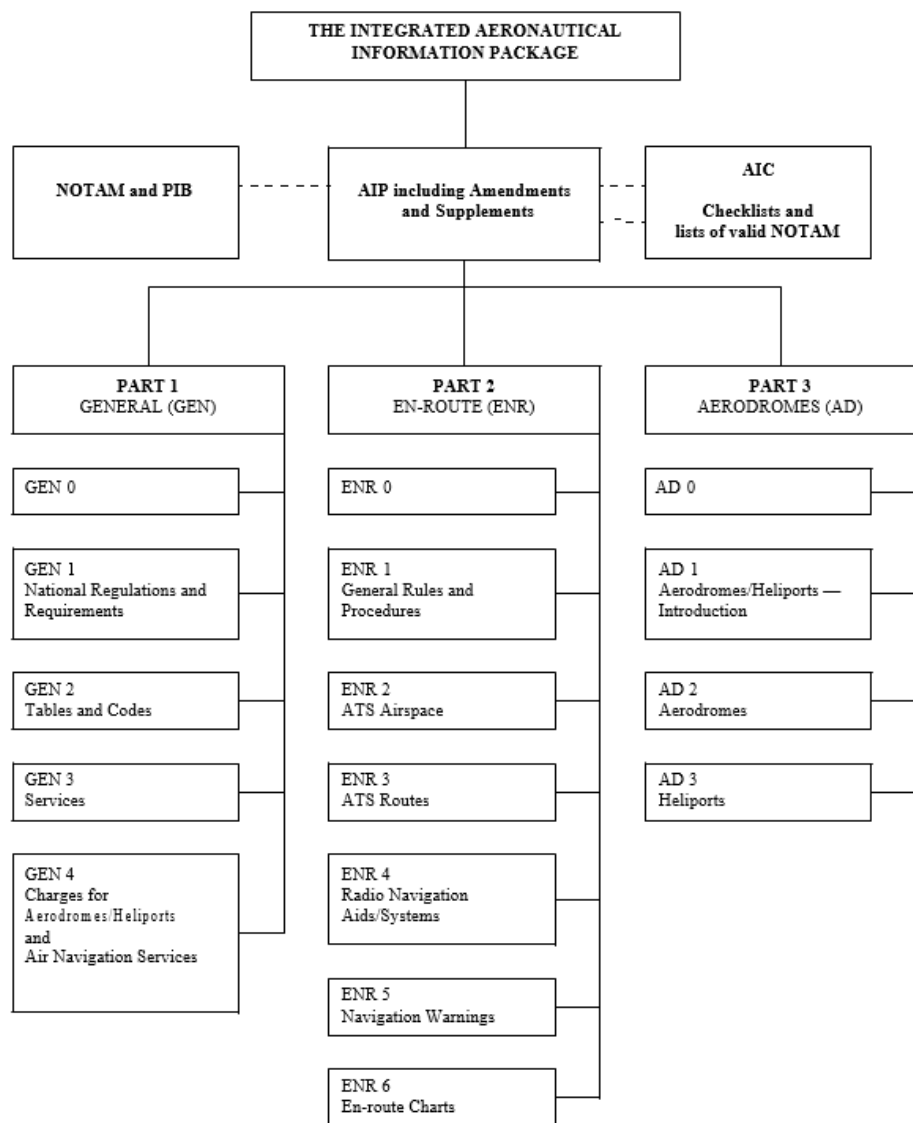 THE INTEGRATED AERONAUTICAL
INFORMATION PACKAGE
NOTAM and PIB
AIP including Amendments
and Supplements
AIC
Checklists and
lists of valid NOTAM
PART 1
GENERAL (GEN)
PART 2
EN-ROUTE (ENR)
PART 3
AERODROMES (AD)
GEN 0
GEN 1
National Regulations and
Requirements
GEN 2
Tables and Codes
GEN 3
Services
GEN 4
Charges for
Aerodromes/Heliports
and
Air Navigation Services
ENR 0
ENR 1
General Rules and
Procedures
ENR 2
ATS Airspace
ENR 3
ATS Routes
ENR 4
Radio Navigation
Aids/Systems
ENR 5
Navigation Warnings
ENR 6
En-route Charts
AD 0
AD 1
Aerodromes/Heliports —
Introduction
AD 2
Aerodromes
AD 3
Heliports